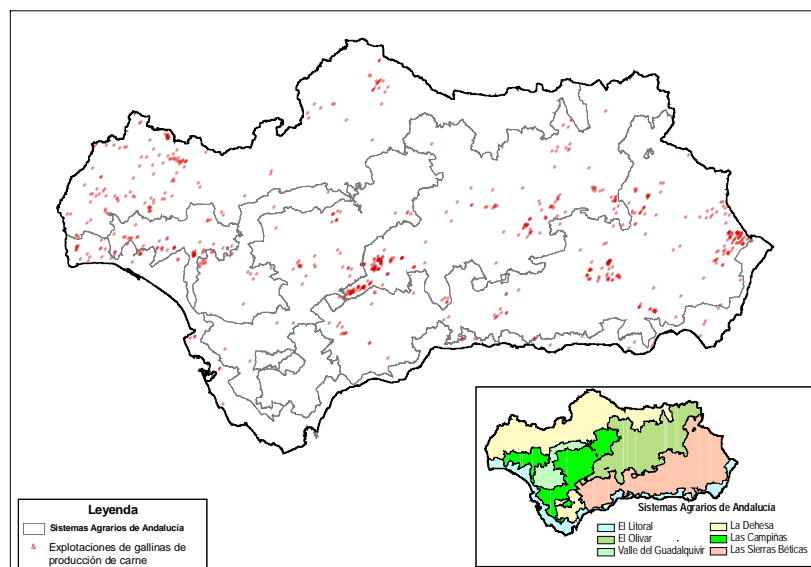 Leyenda
Sistemas Agrarios de Andalucía
& Explotaciones de gallinas de
producción de carne
Sistemas Agrarios de Andalucía
El Litoral
El Olivar
Valle del Guadalquivir
La Dehesa
Las Campiñas
Las Sierras Béticas